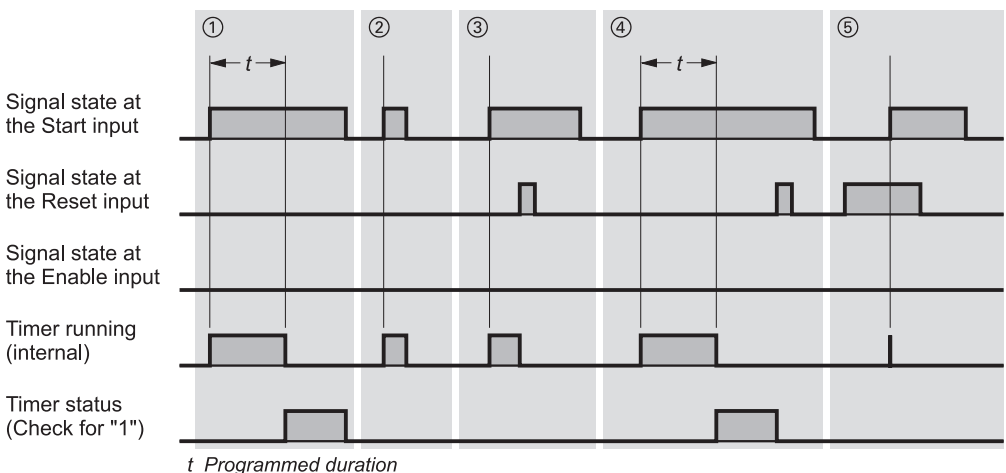 ① ② ③ ④ ⑤
t t
Signal state at
the Start input
Signal state at
the Reset input
Signal state at
the Enable input
Timer running
(internal)
Timer status
(Check for "1")
t Programmed duration